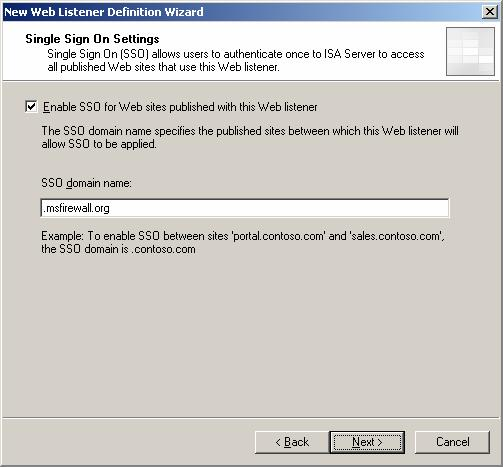 New Web Listener Definition Wizard
Single Sign On Settings
Single Sign On (SSO) allows users to authenticate once to ISA Server to access
all published Web sites that use this Web listener.
Enable SSO for Web sites published with this Web listener
The SSO domain name specifies the published sites between which this Web listener will
allow SSO to be applied.
SSO domain name:
.msfirewall.org
Example: To enable SSO between sites 'portal.contoso.com' and 'sales.contoso.com',
the SSO domain is .contoso.com
< Back
Next >
Cancel